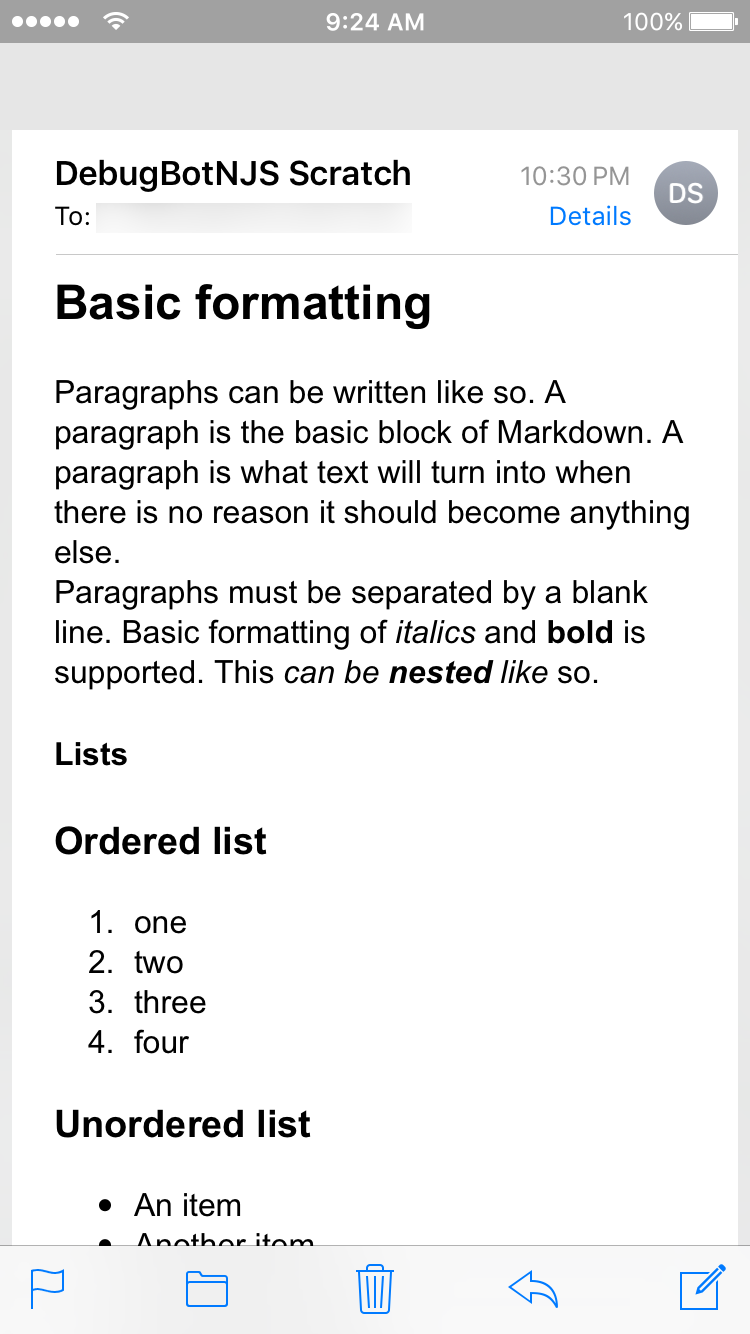 9:24 AM 100%
DebugBotNJS Scratch 10:30 PM DS
To: Details
Basic formatting
Paragraphs can be written like so. A
paragraph is the basic block of Markdown. A
paragraph is what text will turn into when
there is no reason it should become anything
else.
Paragraphs must be separated by a blank
line. Basic formatting of italics and bold is
supported. This can be nested like so.
Lists
Ordered list
1. one
2. two
3. three
4. four
Unordered list
• An item
• Another item